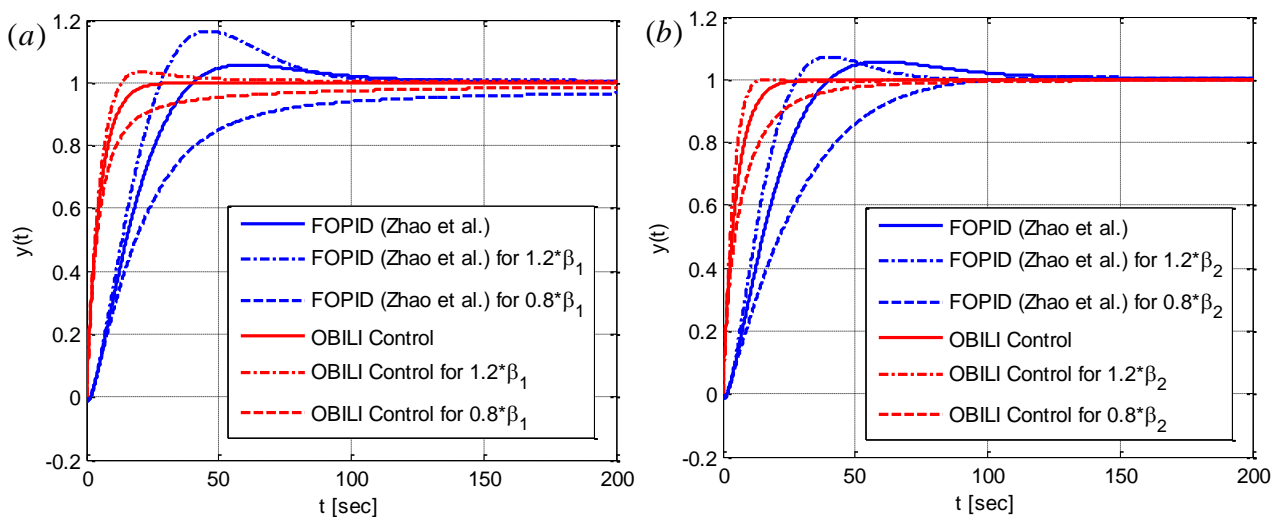 (a)
1.2
1
0.8
0.6
0.4
0.2
0
-0.2
y(t)
FOPID (Zhao et al.)
FOPID (Zhao et al.) for 1.2*β₁
FOPID (Zhao et al.) for 0.8*β₁
OBILI Control
OBILI Control for 1.2*β₁
OBILI Control for 0.8*β₁
0 50 100 150 200
t [sec]
(b)
1.2
1
0.8
0.6
0.4
0.2
0
-0.2
y(t)
FOPID (Zhao et al.)
FOPID (Zhao et al.) for 1.2*β₂
FOPID (Zhao et al.) for 0.8*β₂
OBILI Control
OBILI Control for 1.2*β₂
OBILI Control for 0.8*β₂
0 50 100 150 200
t [sec]